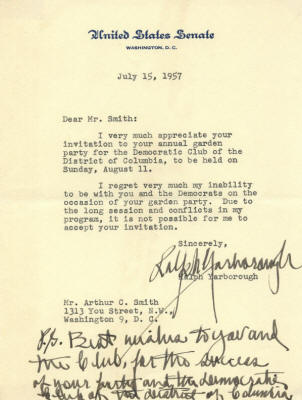 United States Senate
WASHINGTON, D.C.
July 15, 1957
Dear Mr. Smith:
I very much appreciate your
invitation to your annual garden
party for the Democratic Club of the
District of Columbia, to be held on
Sunday, August 11.
I regret very much my inability
to be with you and the Democrats on the
occasion of your garden party. Due to
the long session and conflicts in my
program, it is not possible for me to
accept your invitation.
Sincerely,
Ralph Yarborough
Ralph Yarborough
Mr. Arthur C. Smith
1313 You Street, N.W.,
Washington 9, D. C.
P.S. Best wishes to you and
the Club, for the success
of your party and the Democratic
Club of the District of Columbia